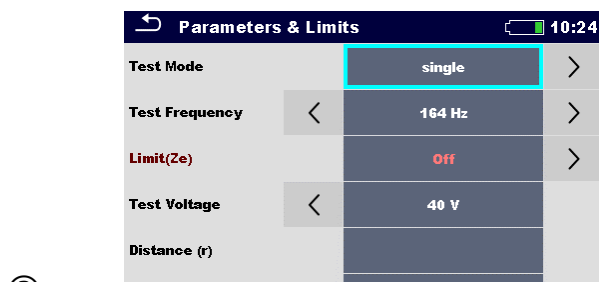 Parameters & Limits 10:24
Test Mode single
Test Frequency 164 Hz
Limit(Ze) Off
Test Voltage 40 V
Distance (r)